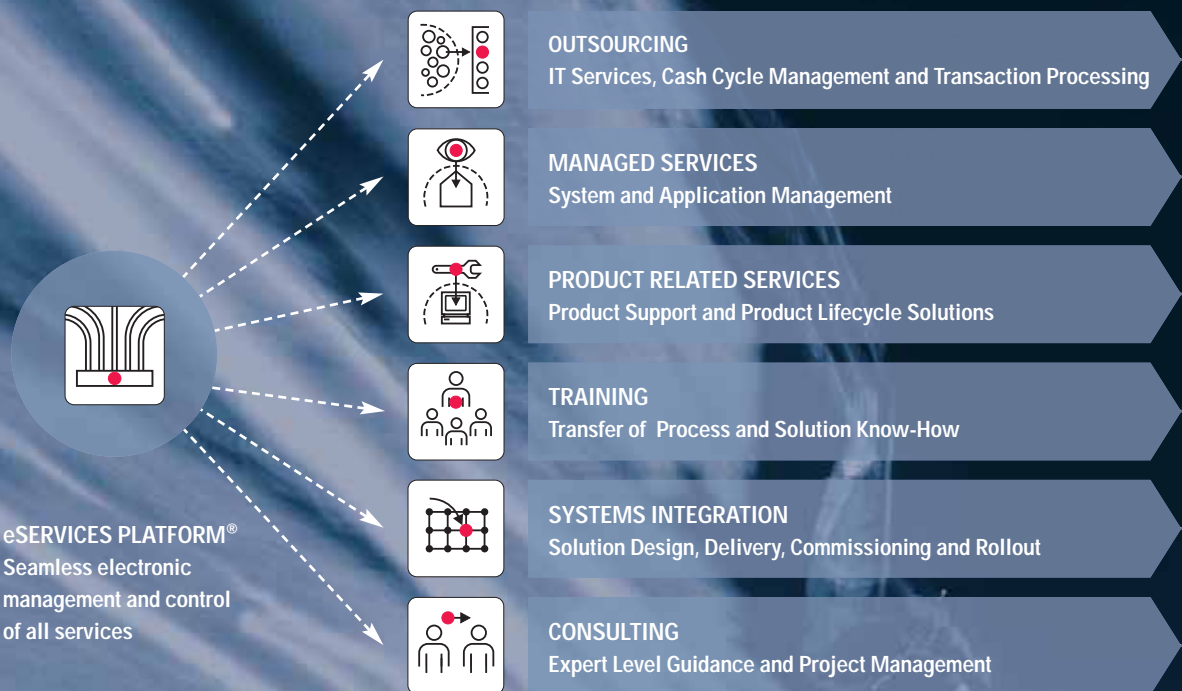 OUTSOURCING
IT Services, Cash Cycle Management and Transaction Processing
MANAGED SERVICES
System and Application Management
PRODUCT RELATED SERVICES
Product Support and Product Lifecycle Solutions
TRAINING
Transfer of Process and Solution Know-How
SYSTEMS INTEGRATION
Solution Design, Delivery, Commissioning and Rollout
CONSULTING
Expert Level Guidance and Project Management
eSERVICES PLATFORM®
Seamless electronic
management and control
of all services